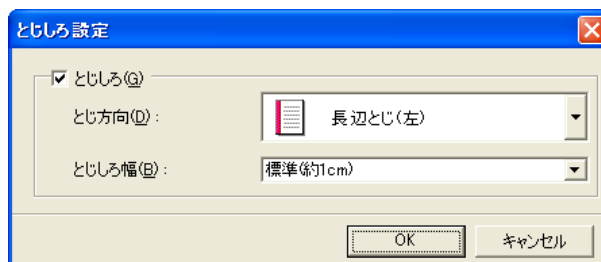 とじしろ設定
とじしろ(G)
とじ方向(D):
長辺とじ(左)
とじしろ幅(B):
標準(約1cm)
OK
キャンセル